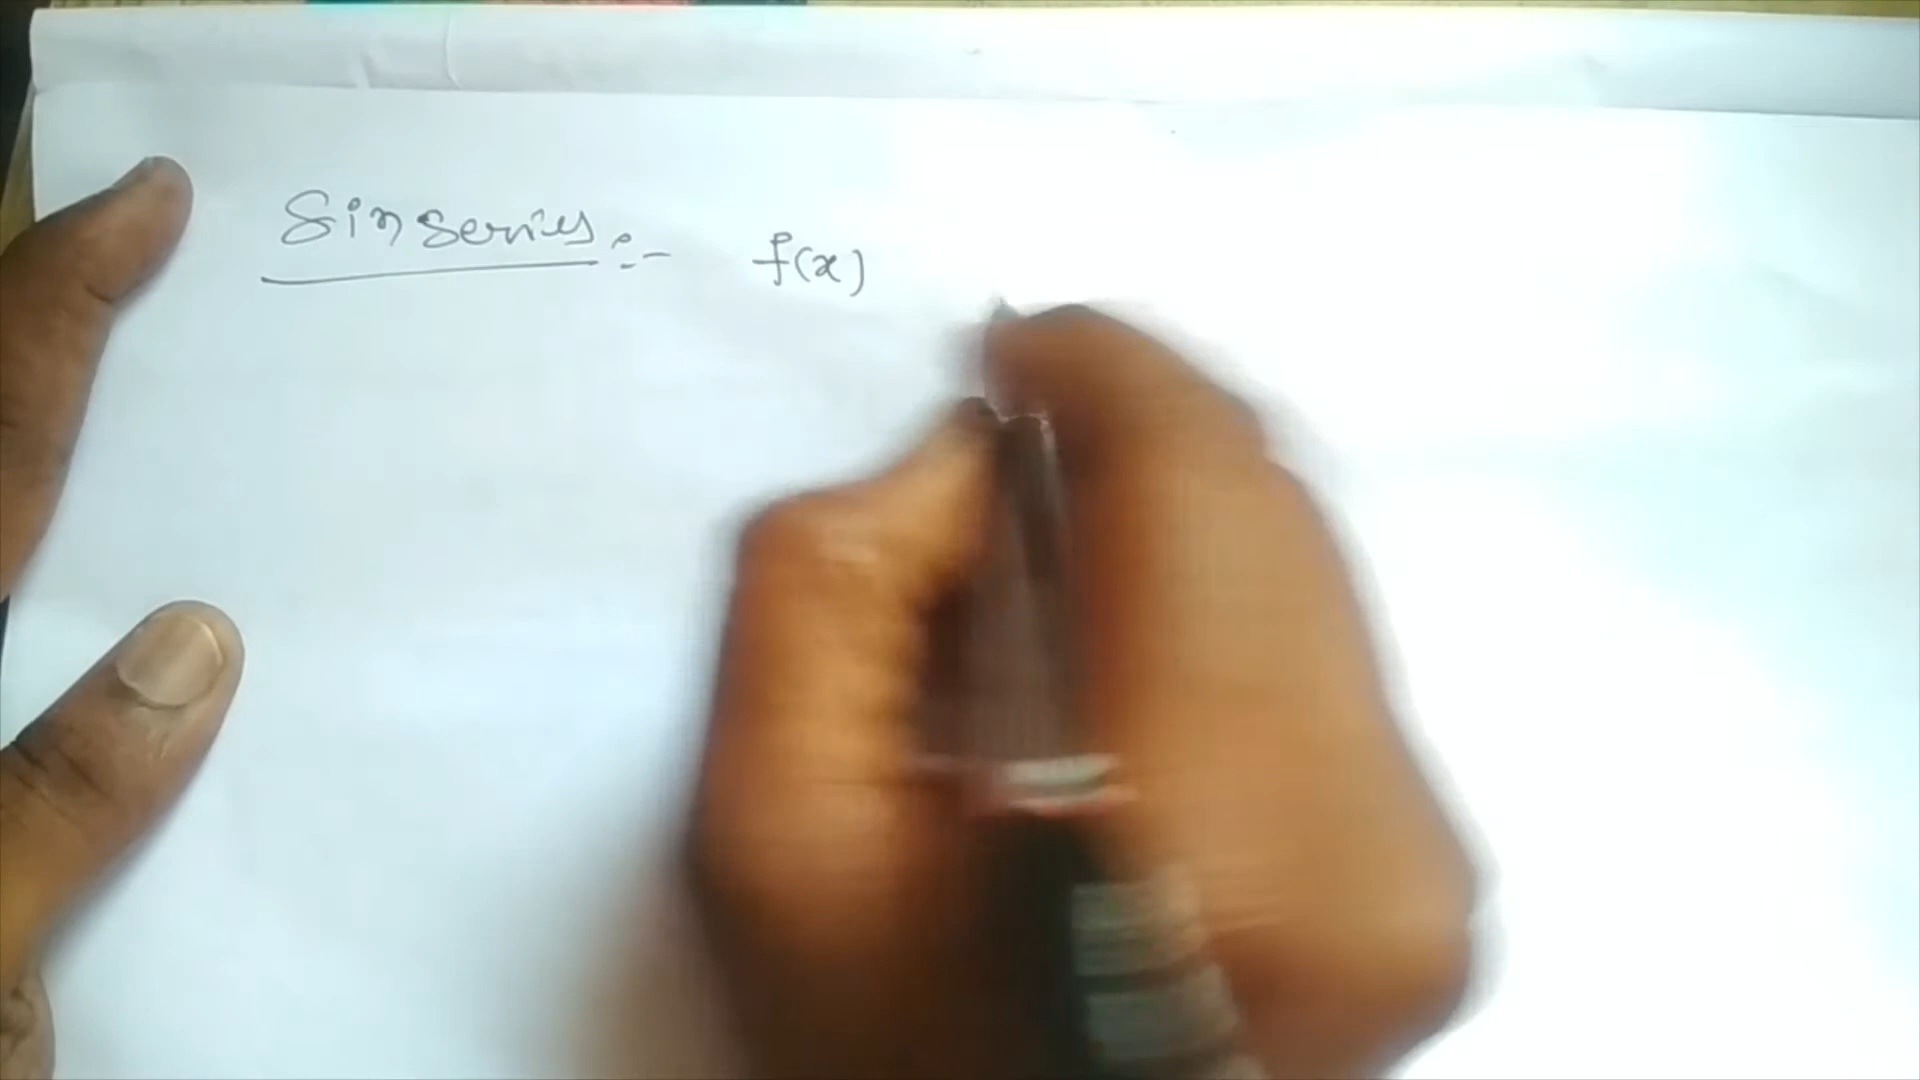 Sin series :- f(x)